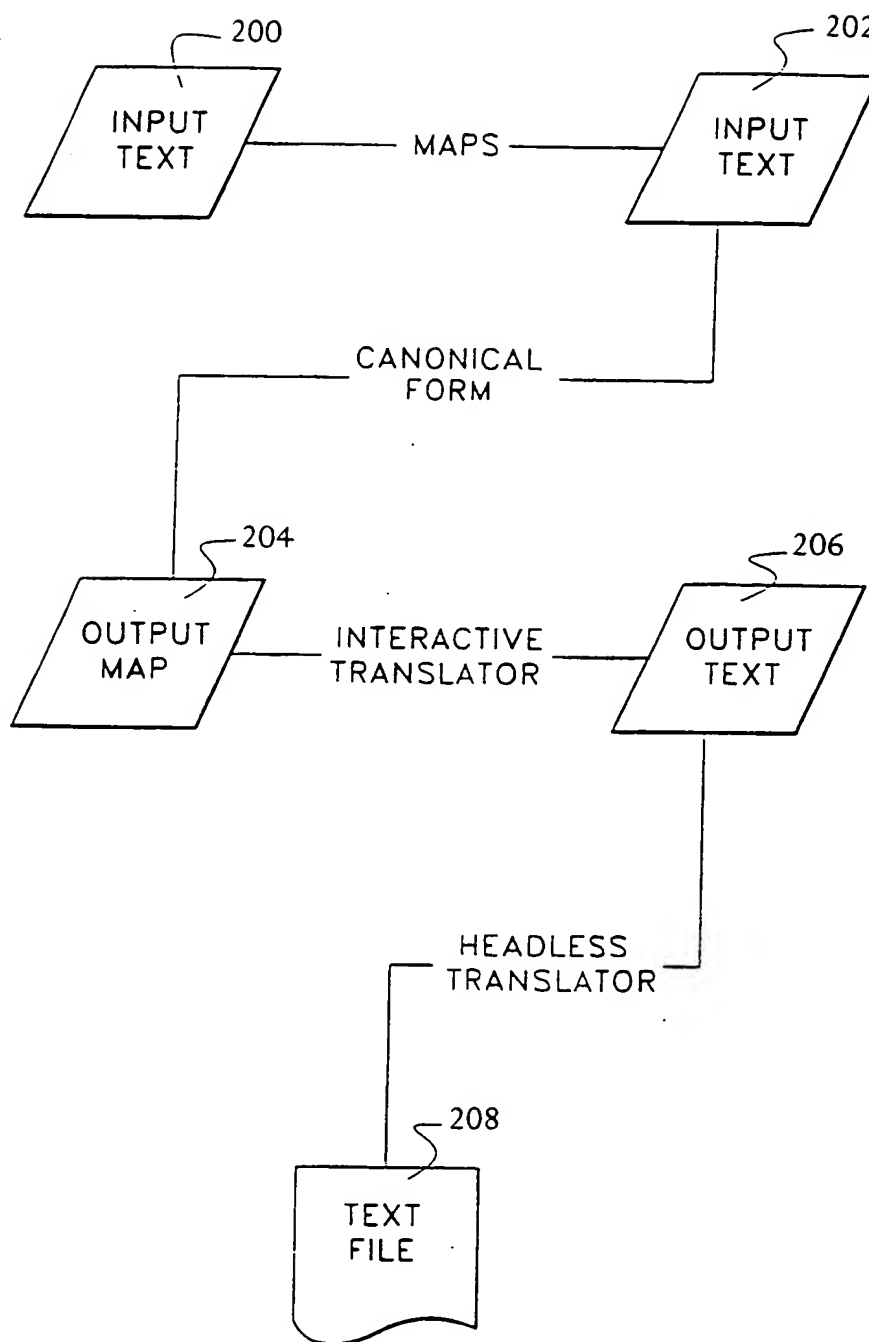 200
202
INPUT
TEXT
MAPS
INPUT
TEXT
CANONICAL
FORM
204
206
OUTPUT
MAP
INTERACTIVE
TRANSLATOR
OUTPUT
TEXT
HEADLESS
TRANSLATOR
208
TEXT
FILE